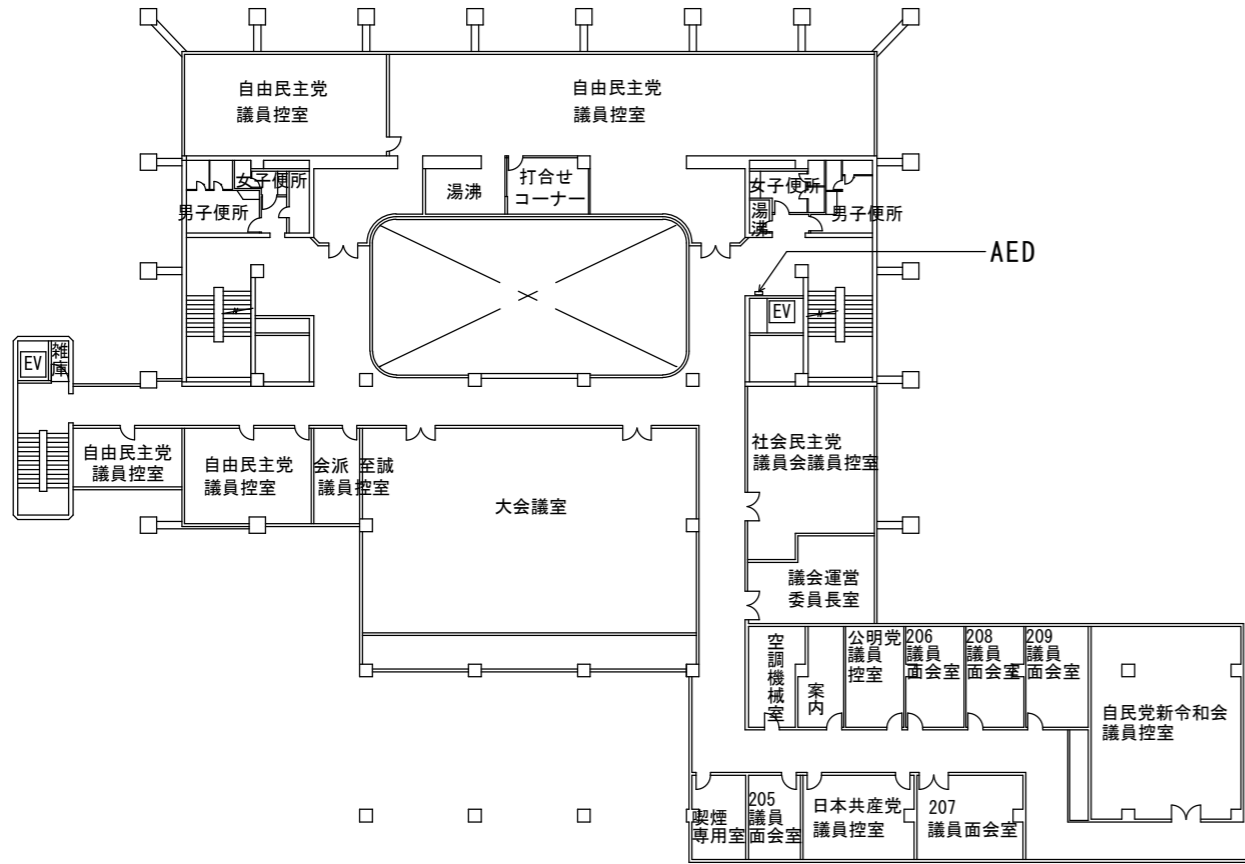 自由民主党
議員控室
自由民主党
議員控室
女子便所
男子便所
湯沸
打合せ
コーナー
女子便所
湯沸
男子便所
AED
EV
EV
雑庫
自由民主党
議員控室
自由民主党
議員控室
会派 至誠
議員控室
大会議室
社会民主党
議員会議員控室
議会運営
委員長室
空調機械室
案内
公明党
議員
控室
206
議員
面会室
208
議員
面会室
209
議員
面会室
自民党新令和会
議員控室
喫煙
専用室
205
議員
面会室
日本共産党
議員控室
207
議員面会室